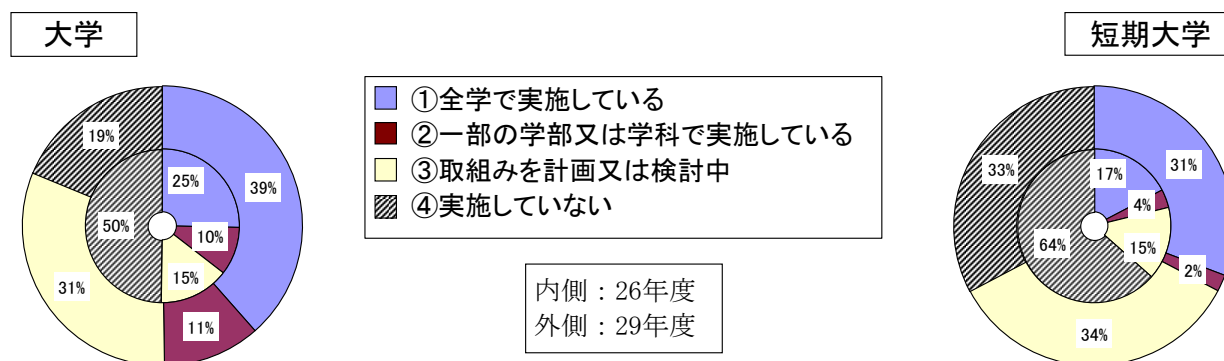 大学
短期大学
①全学で実施している
②一部の学部又は学科で実施している
③取組みを計画又は検討中
④実施していない
19%
25%
39%
50%
10%
15%
31%
11%
33%
17%
31%
4%
64%
15%
2%
34%
内側：26年度
外側：29年度